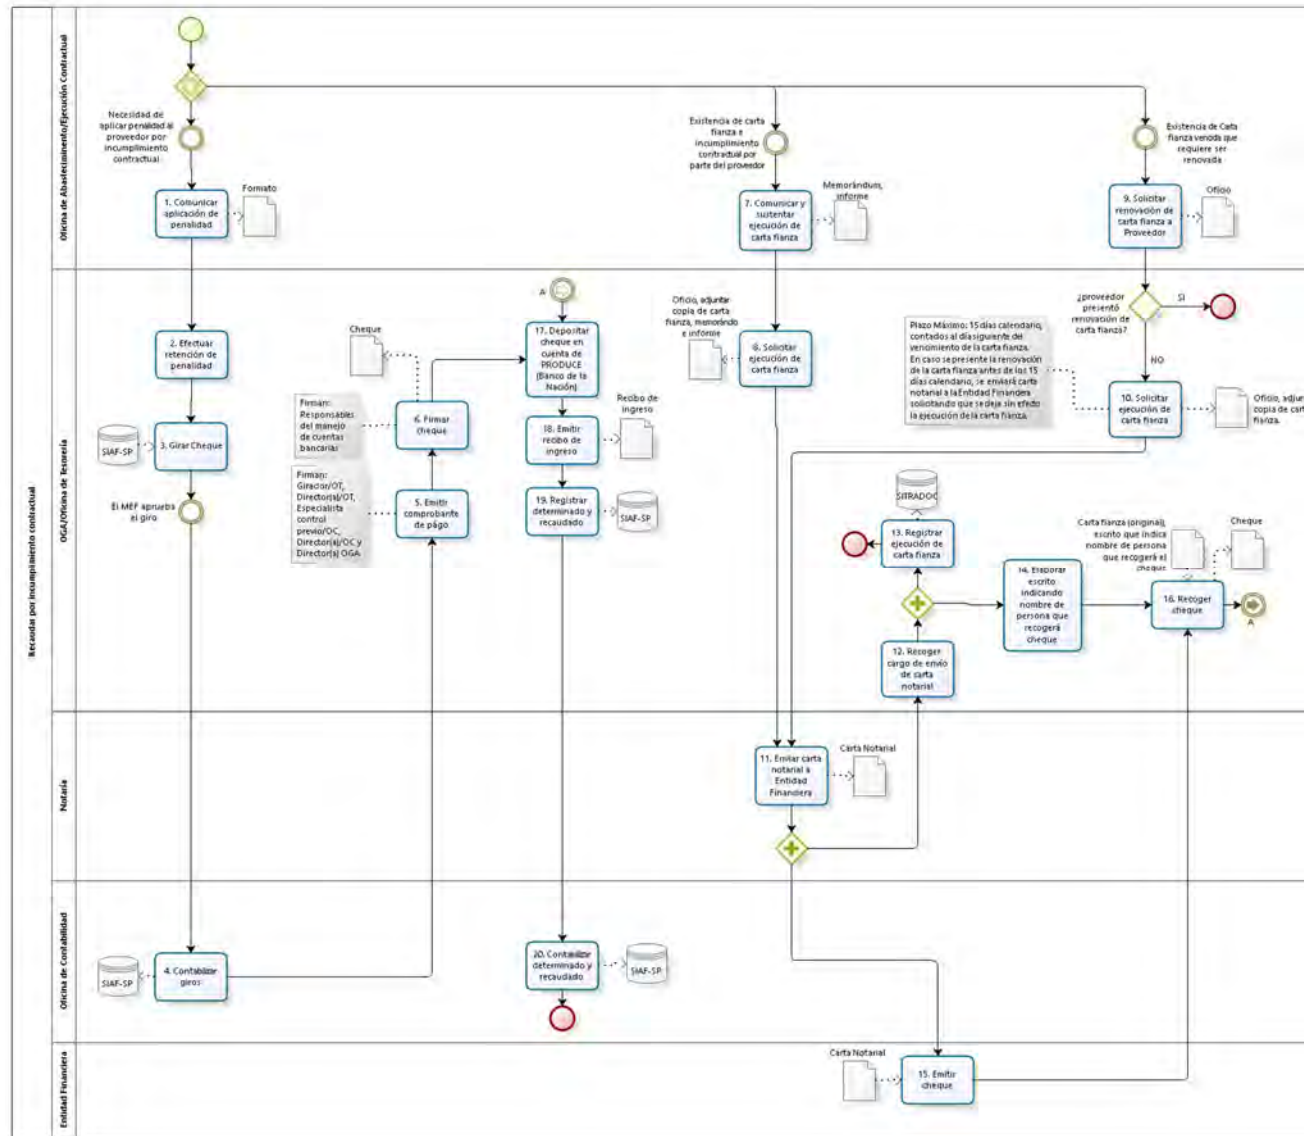 Recaudar por incumplimiento contractual
Oficina de Abastecimiento/Ejecución Contractual
Necesidad de
aplicar penalidad al
proveedor por
incumplimiento
contractual
1. Comunicar
aplicación de
penalidad
Formato
Existencia de carta
fianza e
incumplimiento
contractual por
parte del proveedor
7. Comunicar y
sustentar
ejecución de
carta fianza
Memorándum,
informe
Existencia de Carta
fianza vencida que
requiere ser
renovada
9. Solicitar
renovación de
carta fianza a
Proveedor
Oficio
OGA/Oficina de Tesorería
2. Efectuar
retención de
penalidad
SIAF-SP
3. Girar Cheque
El MEF aprueba
el giro
Cheque
Firman:
Responsables
del manejo
de cuentas
bancarias
6. Firmar
cheque
Firman:
Girador/OT,
Director(a)/OT,
Especialista
control
previo/OC,
Director(a)/OC y
Director(a) OGA
5. Emitir
comprobante
de págo
A
17. Depositar
cheque en
cuenta de
PRODUCE
(Banco de la
Nación)
18. Emitir
recibo de
ingreso
Recibo de
ingreso
19. Registrar
determinado y
recaudado
SIAF-SP
Oficio, adjuntar
copia de carta
fianza, memorándo
e informe
8. Solicitar
ejecución de
carta fianza
¿proveedor
presentó
renovación de
carta fianza?
SI
NO
Plazo Máximo: 15 días calendario,
contados al día siguiente del
vencimiento de la carta fianza.
En caso se presente la renovación
de la carta fianza antes de los 15
días calendario, se enviará carta
notarial a la Entidad Financiera
solicitando que se deje sin efecto
la ejecución de la carta fianza.
10. Solicitar
ejecución de
carta fianza
Oficio, adju
copia de cart
fianza.
SITRADOC
13. Registrar
ejecución de
carta fianza
14. Elaborar
escrito
indicando
nombre de
persona que
recogerá
cheque
12. Recoger
cargo de envío
de carta
notarial
Carta fianza (original),
escrito que indica
nombre de persona
que recogerá el
cheque
Cheque
16. Recoger
cheque
A
Notaría
11. Emitir carta
notarial a
Entidad
Financiera
Carta Notarial
Oficina de Contabilidad
SIAF-SP
4. Contabilizar
giros
20. Contabilizar
determinado y
recaudado
SIAF-SP
Entidad Financiera
Carta Notarial
15. Emitir
cheque